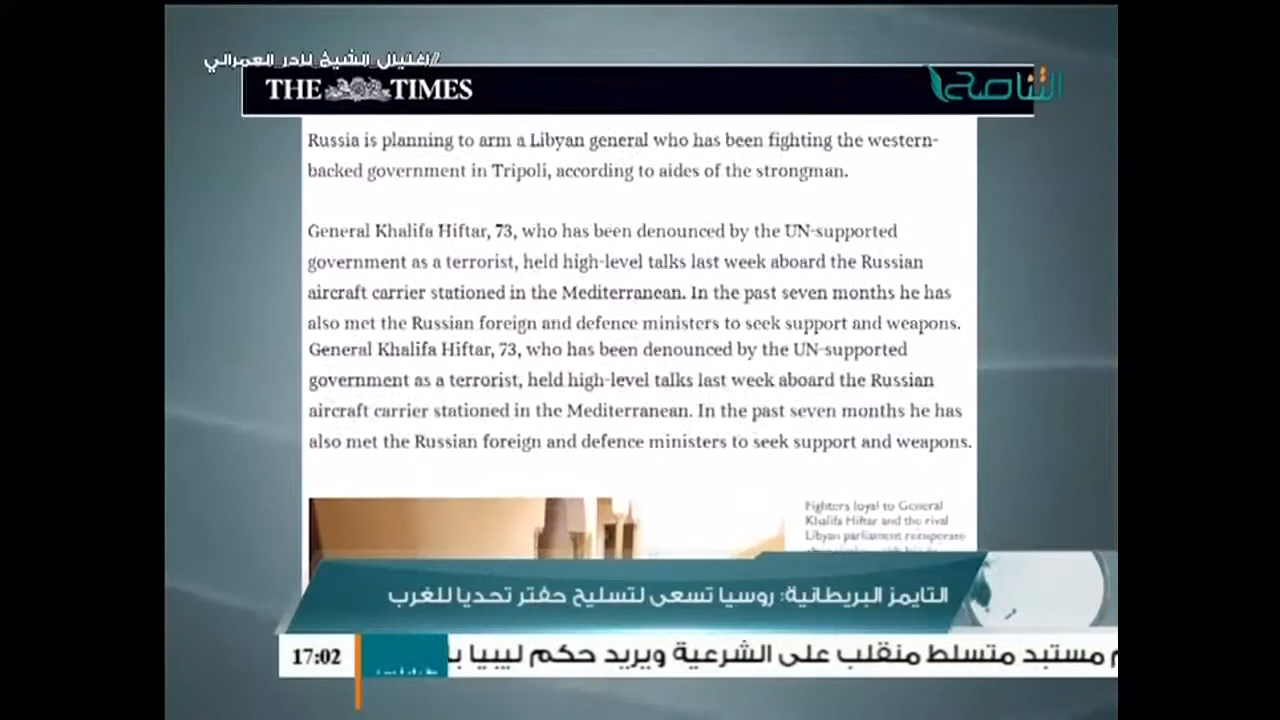 #اغتيال_الشيخ_نادر_العمراني
THE TIMES
التناصح
Russia is planning to arm a Libyan general who has been fighting the western-
backed government in Tripoli, according to aides of the strongman.
General Khalifa Hiftar, 73, who has been denounced by the UN-supported
government as a terrorist, held high-level talks last week aboard the Russian
aircraft carrier stationed in the Mediterranean. In the past seven months he has
also met the Russian foreign and defence ministers to seek support and weapons.
General Khalifa Hiftar, 73, who has been denounced by the UN-supported
government as a terrorist, held high-level talks last week aboard the Russian
aircraft carrier stationed in the Mediterranean. In the past seven months he has
also met the Russian foreign and defence ministers to seek support and weapons.
Fighters loyal to General
Khalifa Hiftar and the rival
Libyan parliament recuperate
التايمز البريطانية: روسيا تسعى لتسليح حفتر تحديا للغرب
مستبد متسلط منقلب على الشرعية ويريد حكم ليبيا
17:02